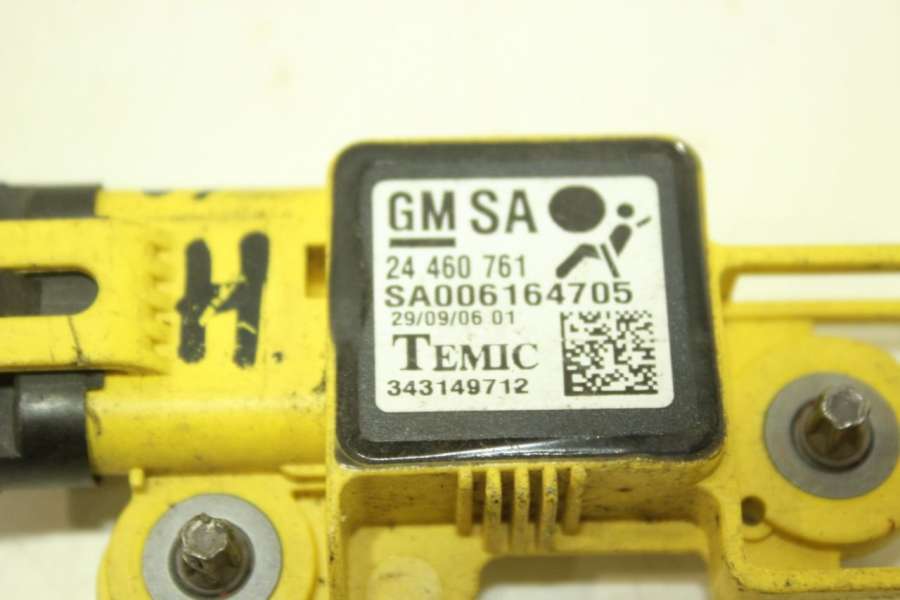 GM SA
24 460 761
SA006164705
29/09/06 01
TEMIC
343149712
H.